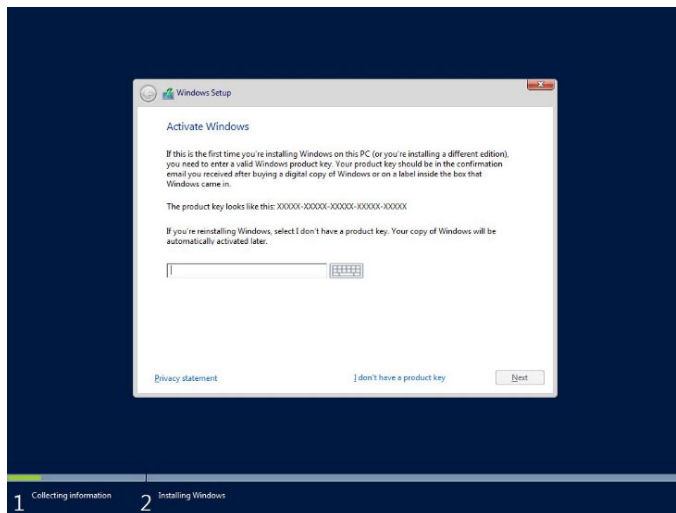 Windows Setup
Activate Windows
If this is the first time you're installing Windows on this PC (or you're installing a different edition),
you need to enter a valid Windows product key. Your product key should be in the confirmation
email you received after buying a digital copy of Windows or on a label inside the box that
Windows came in.
The product key looks like this: XXXXX-XXXXX-XXXXX-XXXXX-XXXXX
If you're reinstalling Windows, select I don't have a product key. Your copy of Windows will be
automatically activated later.
Privacy statement I don't have a product key Next
1 Collecting information 2 Installing Windows